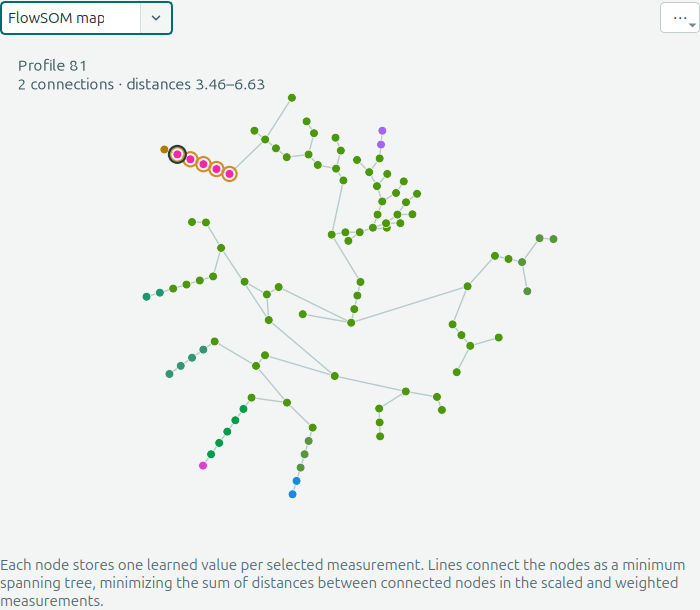 FlowSOM map
...
Profile 81
2 connections · distances 3.46–6.63
Each node stores one learned value per selected measurement. Lines connect the nodes as a minimum
spanning tree, minimizing the sum of distances between connected nodes in the scaled and weighted
measurements.